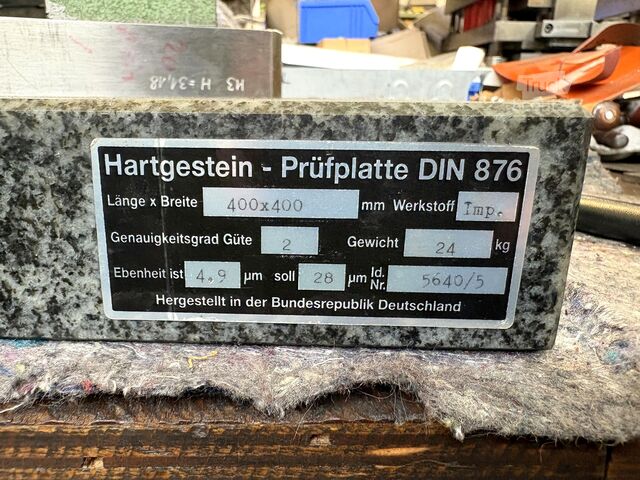 H3 H=31,18
Hartgestein - Prüfplatte DIN 876
Länge x Breite 400x400 mm Werkstoff Imp.
Genauigkeitsgrad Güte 2 Gewicht 24 kg
Ebenheit ist 4.9 µm soll 28 µm Id. Nr. 5640/5
Hergestellt in der Bundesrepublik Deutschland